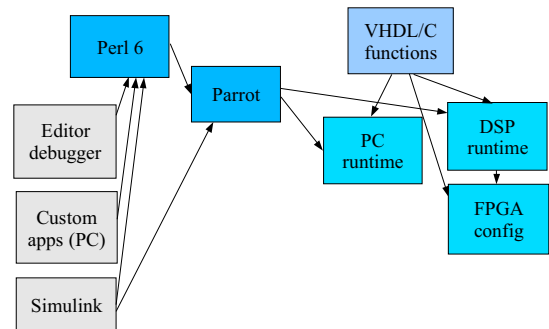 Perl 6
VHDL/C
functions
Parrot
Editor
debugger
PC
runtime
DSP
runtime
Custom
apps (PC)
FPGA
config
Simulink